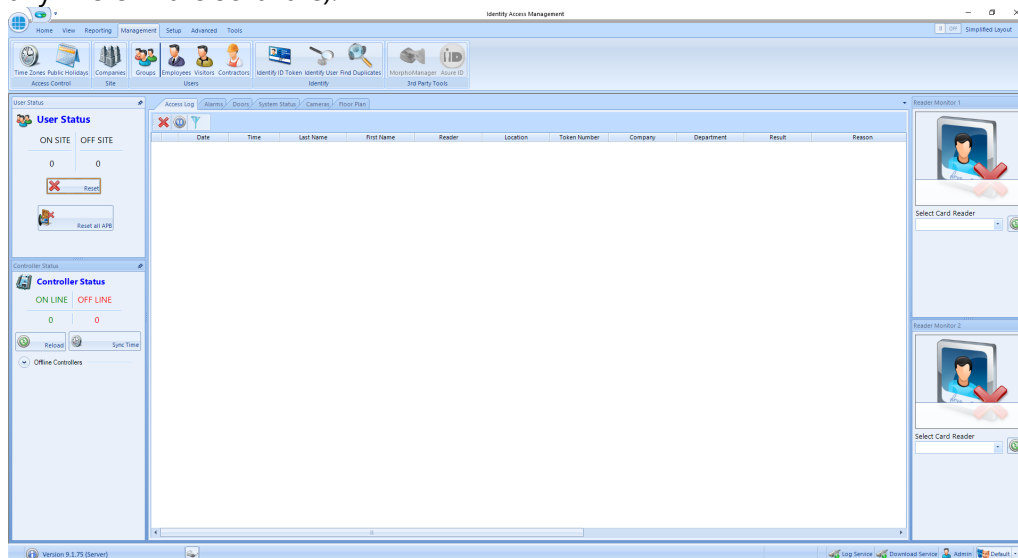 Identity Access Management
Home View Reporting Management Setup Advanced Tools
Simplified Layout
Time Zones Public Holidays Companies Groups Employees Visitors Contractors Identify ID Token Identify User Find Duplicates MorphoManager Asure ID
Access Control Site Users Identify 3rd Party Tools
User Status
Access Log Alarms Doors System Status Cameras Floor Plan
Reader Monitor 1
User Status
Date Time Last Name First Name Reader Location Token Number Company Department Result Reason
ON SITE OFF SITE
0 0
Reset
Reset all APB
Select Card Reader
Controller Status
Controller Status
ON LINE OFF LINE
0 0
Reader Monitor 2
Reload Sync Time
Offline Controllers
Select Card Reader
Version 9.1.75 (Server)
Log Service Download Service Admin Default